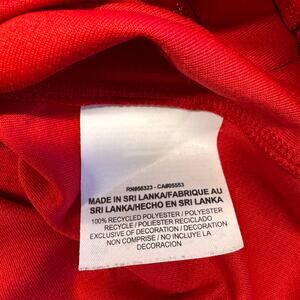 RN#56323 - CA#05553
MADE IN SRI LANKA/FABRIQUE AU
SRI LANKA/HECHO EN SRI LANKA
100% RECYCLED POLYESTER / POLYESTER
RECYCLE / POLIESTER RECICLADO
EXCLUSIVE OF DECORATION / DECORATION
NON COMPRISE / NO INCLUYE LA
DECORACION